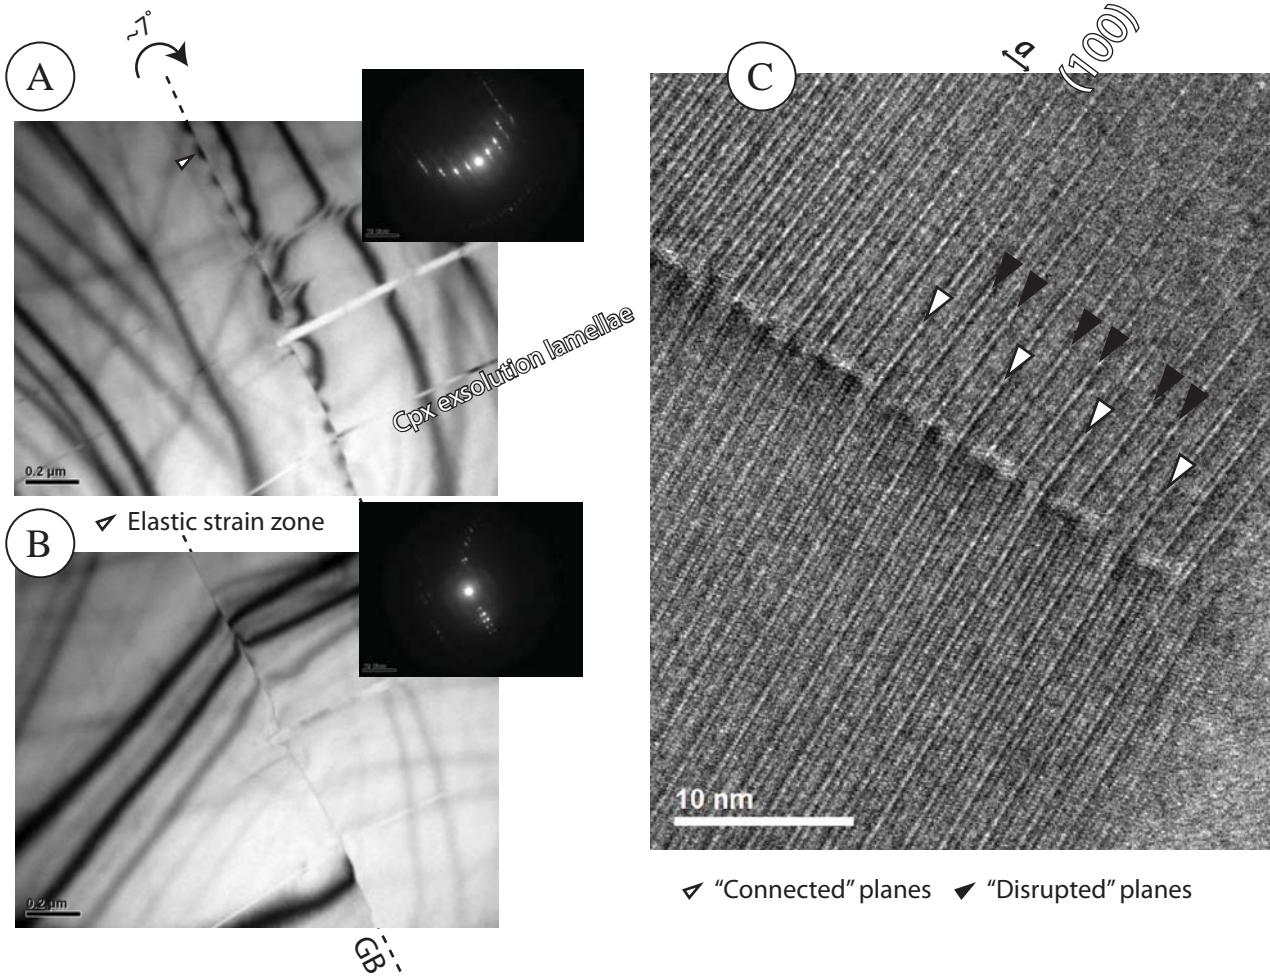 ~7°
A
a
(100)
C
Cpx exsolution lamellae
0.2 µm
Elastic strain zone
B
10 nm
0.2 µm
"Connected" planes
"Disrupted" planes
GB